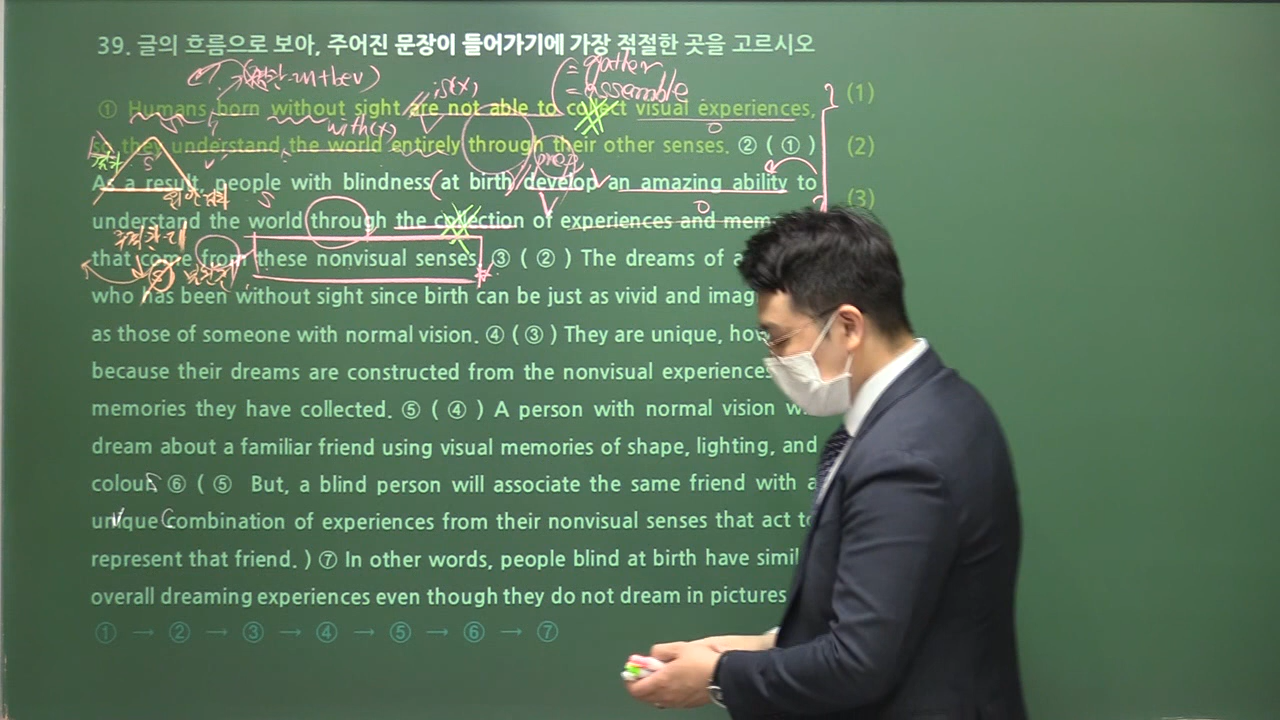 39. 글의 흐름으로 보아, 주어진 문장이 들어가기에 가장 적절한 곳을 고르시오
= gather
= assemble
is(x)
① Humans born without sight are not able to collect visual experiences, (1)
with(x)
so they understand the world entirely through their other senses. ② ( ① ) (2)
prep
As a result, people with blindness at birth develop an amazing ability to
understand the world through the collection of experiences and (3)
that come from these nonvisual senses. ③ ( ② ) The dreams of
who has been without sight since birth can be just as vivid and
as those of someone with normal vision. ④ ( ③ ) They are unique,
because their dreams are constructed from the nonvisual experiences
memories they have collected. ⑤ ( ④ ) A person with normal vision
dream about a familiar friend using visual memories of shape, lighting, and
⑥ ( ⑤ But, a blind person will associate the same friend with a
unique combination of experiences from their nonvisual senses that act to
represent that friend. ) ⑦ In other words, people blind at birth have
overall dreaming experiences even though they do not dream in pictures
① → ② → ③ → ④ → ⑤ → ⑥ → ⑦